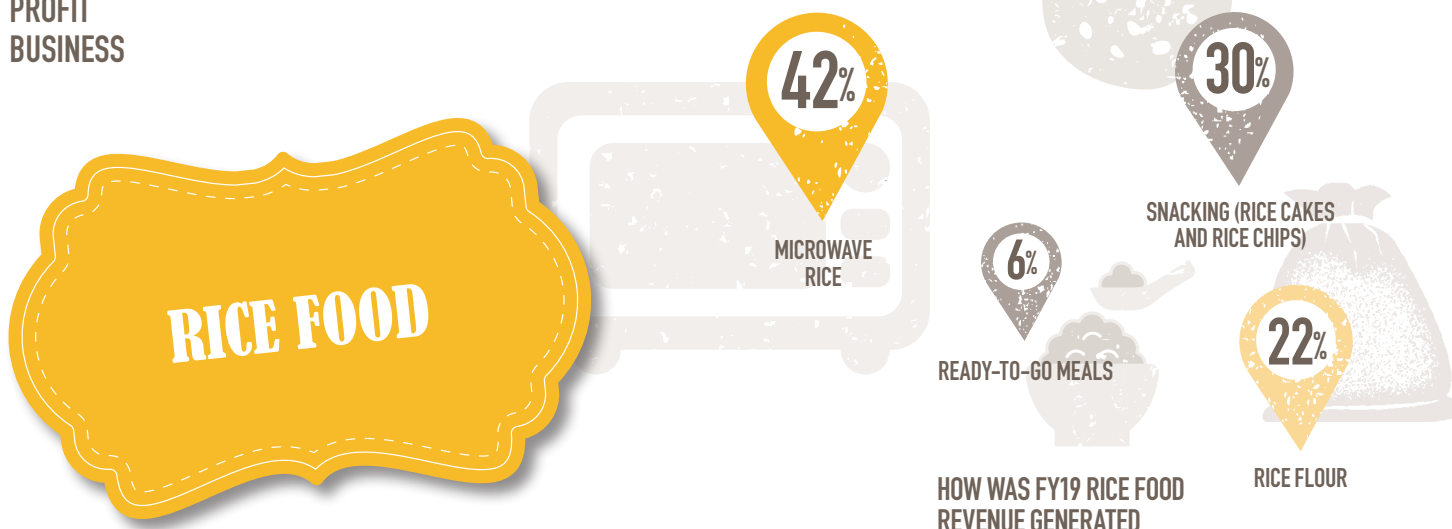 PROFIT
BUSINESS
RICE FOOD
42%
MICROWAVE
RICE
30%
SNACKING (RICE CAKES
AND RICE CHIPS)
6%
READY-TO-GO MEALS
22%
RICE FLOUR
HOW WAS FY19 RICE FOOD
REVENUE GENERATED